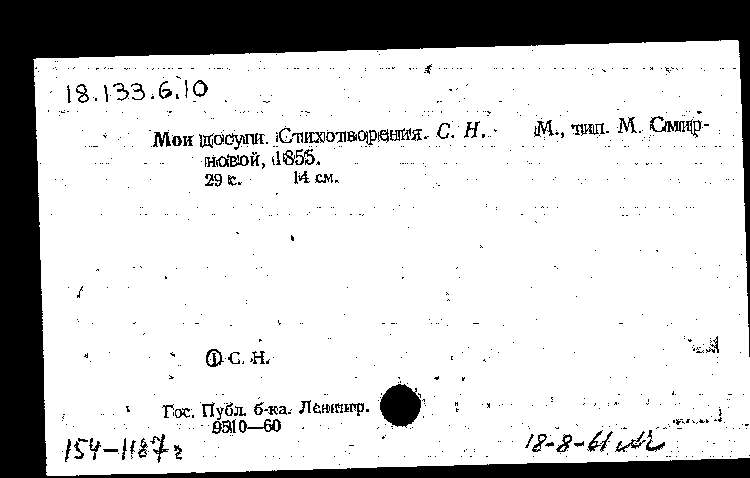 18.133.6.10
Мои досуги. Стихотворения. С. Н. М., тип. М. Смир-
новой, 1855.
29 с. 14 см.
① С. Н.
Гос. Публ. б-ка. Ленингр.
9510—60
154—1187г
18-8-61